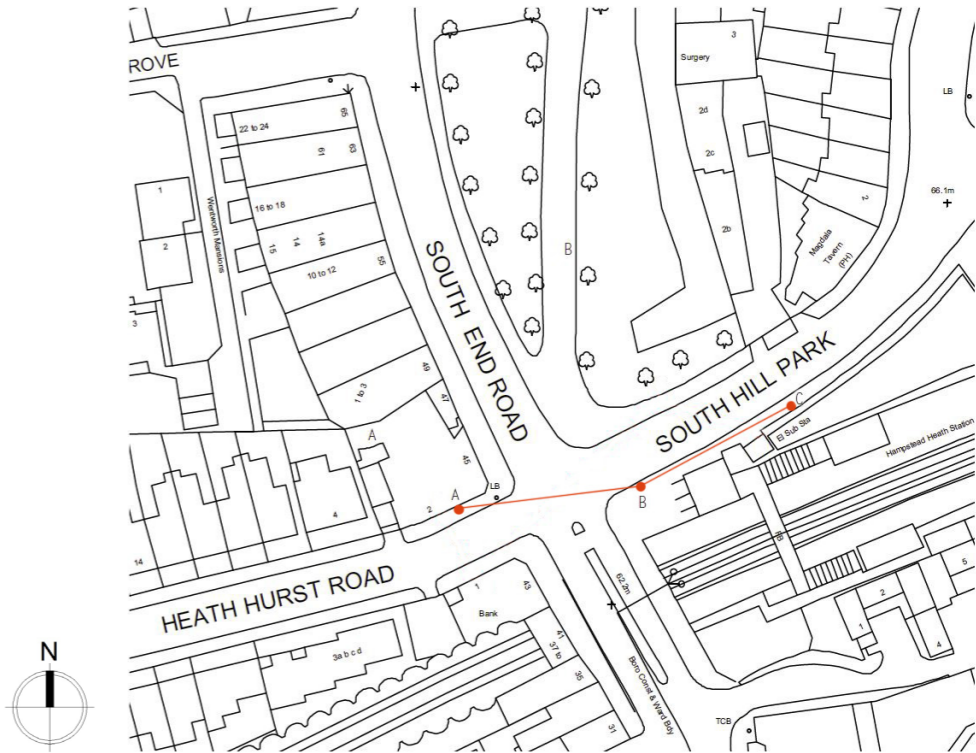 3
Surgery
ROVE
LB
65
2d
22 to 24
63
61
2c
1
66.1m
2
Wentworth Mansions
16 to 18
2b
14a
14
15
Magdala
Tavern
(PH)
2
B
55
10 to 12
SOUTH END ROAD
3
SOUTH HILL PARK
49
1 to 3
47
C
El Sub Sta
A
45
Hampstead Heath Station
LB
A
B
4
2
FB
14
HEATH HURST ROAD
1
43
62.2m
5
2
Bank
1
41
37 to
4
3a b c d
35
Boro Const & Ward Bdy
31
TCB
N